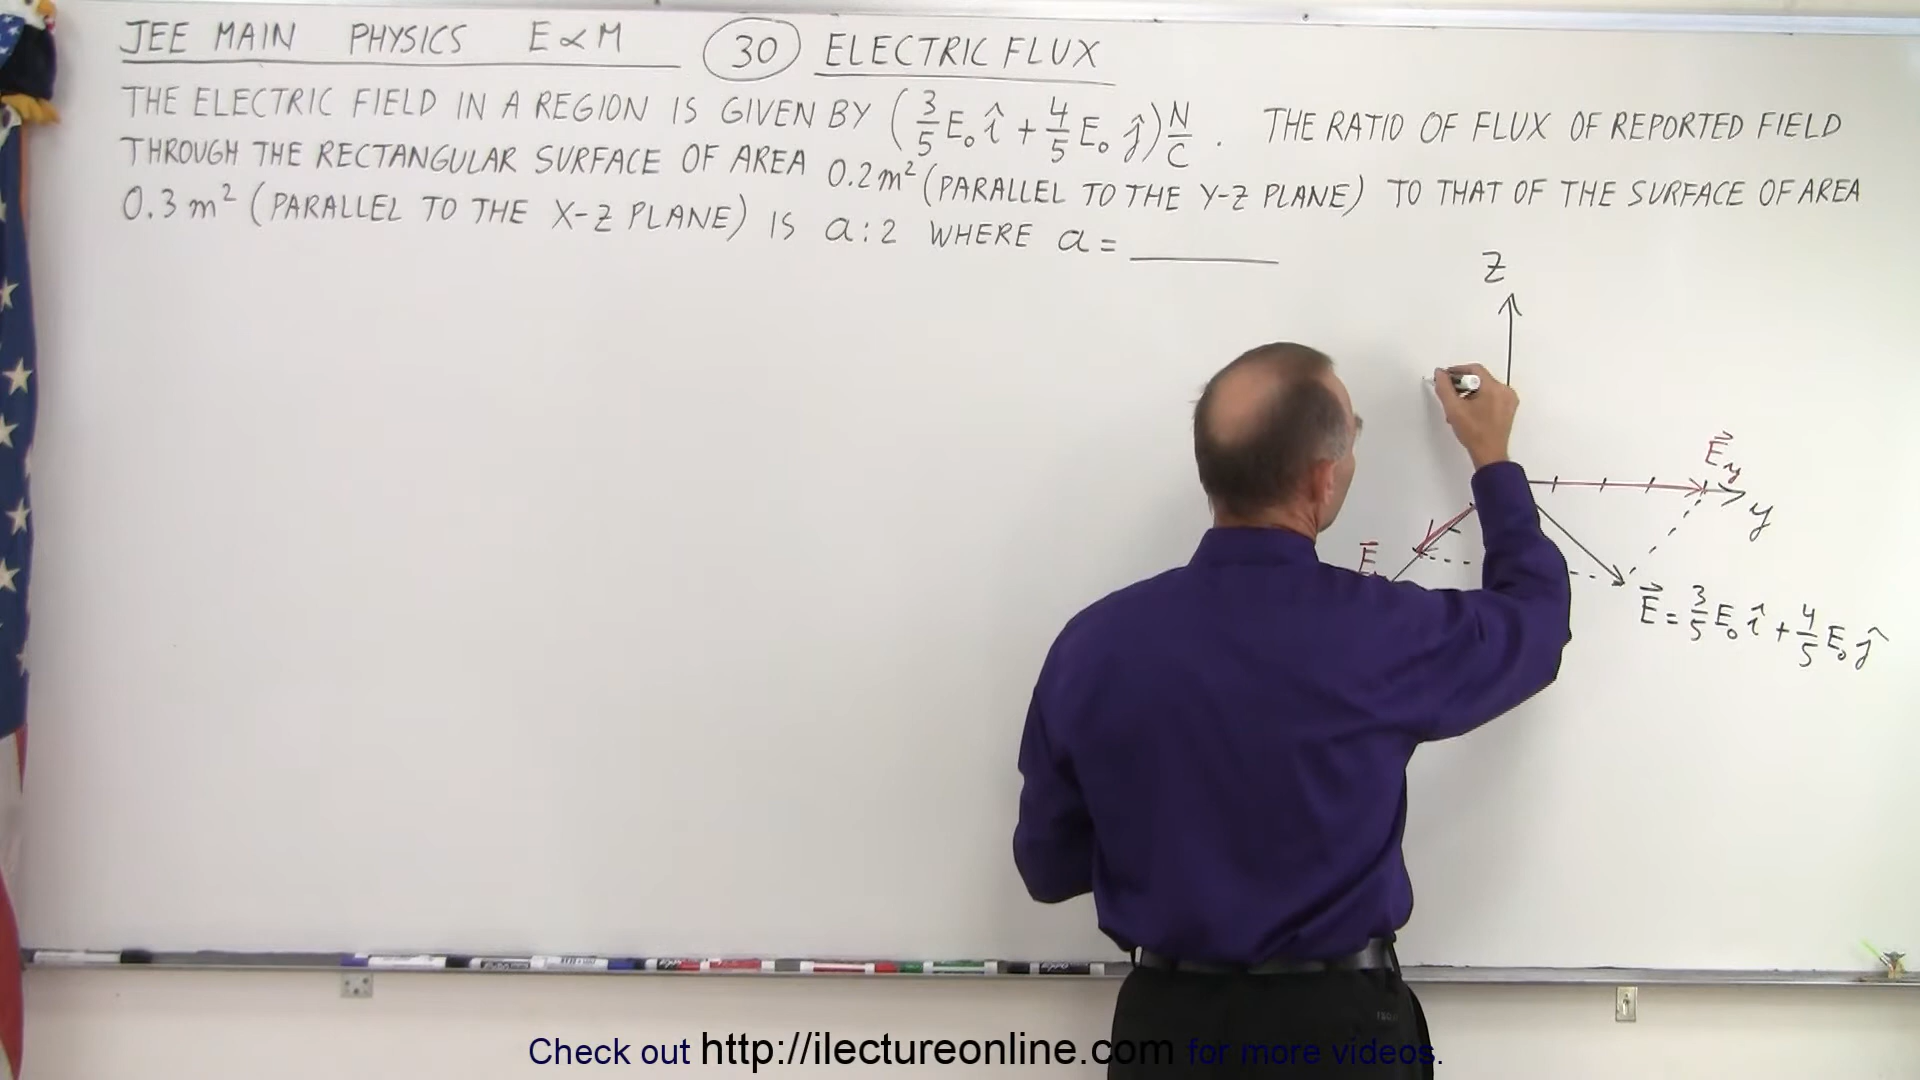 JEE MAIN PHYSICS E∝M 30 ELECTRIC FLUX
THE ELECTRIC FIELD IN A REGION IS GIVEN BY (3/5 E₀ î + 4/5 E₀ ĵ) N/C . THE RATIO OF FLUX OF REPORTED FIELD
THROUGH THE RECTANGULAR SURFACE OF AREA 0.2 m² (PARALLEL TO THE Y-Z PLANE) TO THAT OF THE SURFACE OF AREA
0.3 m² (PARALLEL TO THE X-Z PLANE) IS a:2 WHERE a = ______
Z
E⃗y
y
E⃗ = 3/5 E₀ î + 4/5 E₀ ĵ
Check out http://ilectureonline.com for more videos.